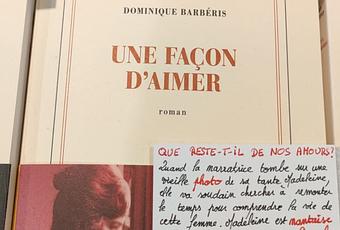 DOMINIQUE BARBÉRIS
UNE FAÇON
D'AIMER
roman
QUE RESTE-T-IL DE NOS AMOURS?
Quand la narratrice tombe sur une
vieille photo de sa tante Madeleine,
elle va soudain chercher à remonter
le temps pour comprendre la vie de
cette femme. Madeleine est nantaise